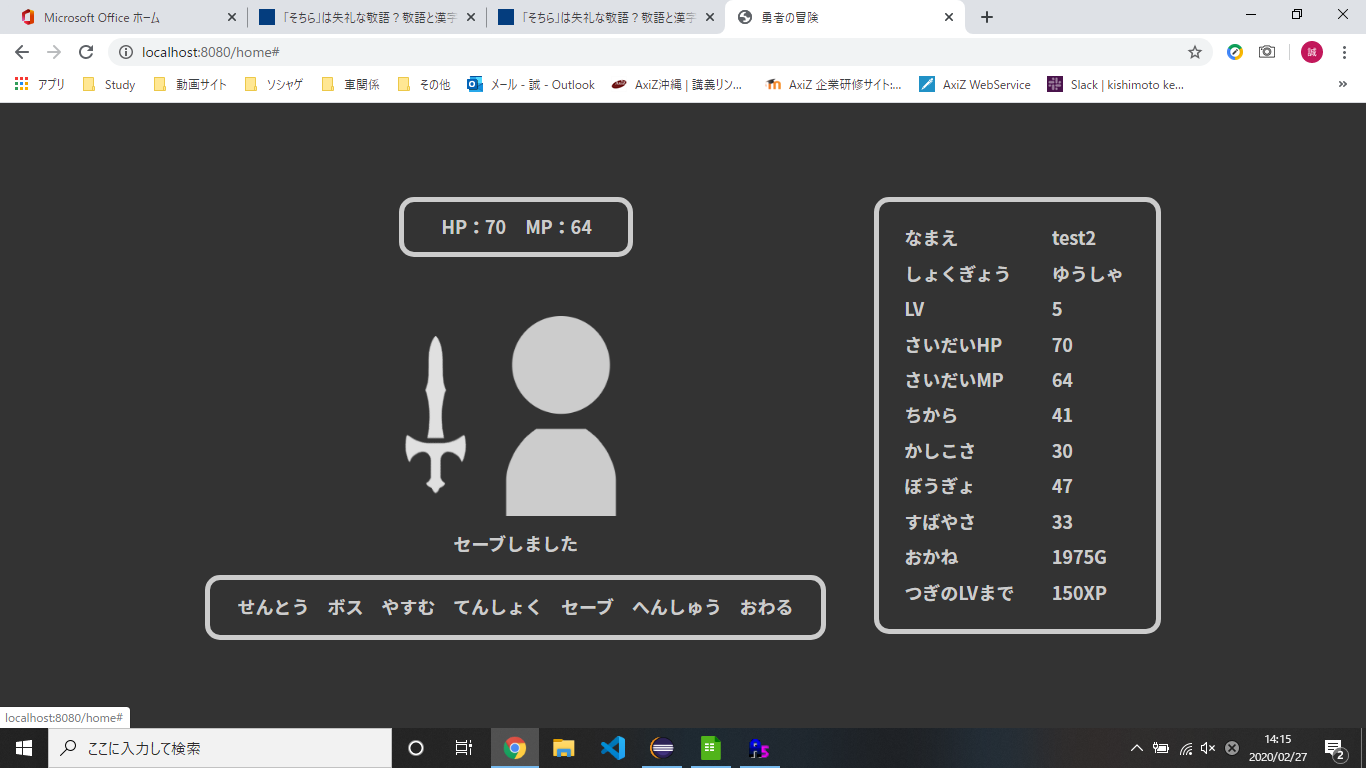 Microsoft Office ホーム
「そちら」は失礼な敬語？ 敬語と漢字
「そちら」は失礼な敬語？ 敬語と漢字
勇者の冒険
localhost:8080/home#
誠
アプリ Study 動画サイト ソシャゲ 車関係 その他 メール - 誠 - Outlook AxiZ沖縄 | 講義リン... AxiZ 企業研修サイト:... AxiZ WebService Slack | kishimoto ke... »
HP：70 MP：64
セーブしました
せんとう ボス やすむ てんしょく セーブ へんしゅう おわる
なまえ test2
しょくぎょう ゆうしゃ
LV 5
さいだいHP 70
さいだいMP 64
ちから 41
かしこさ 30
ぼうぎょ 47
すばやさ 33
おかね 1975G
つぎのLVまで 150XP
localhost:8080/home#
ここに入力して検索
14:15
2020/02/27
2